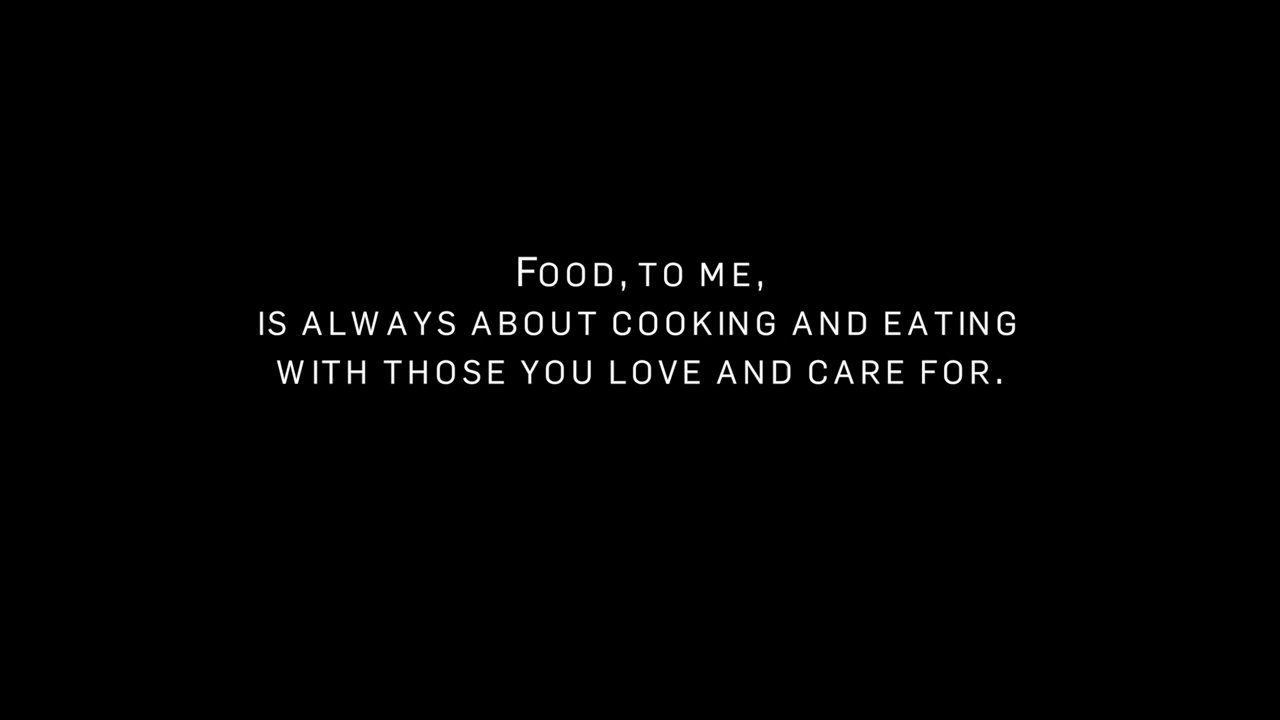 Food, to me,
is always about cooking and eating
with those you love and care for.